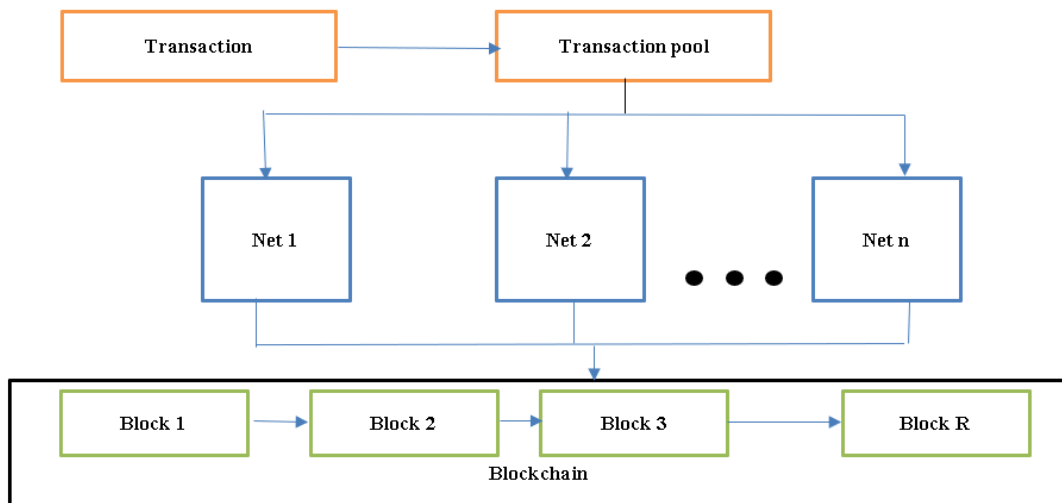 Transaction
Transaction pool
Net 1
Net 2
Net n
Block 1
Block 2
Block 3
Block R
Blockchain